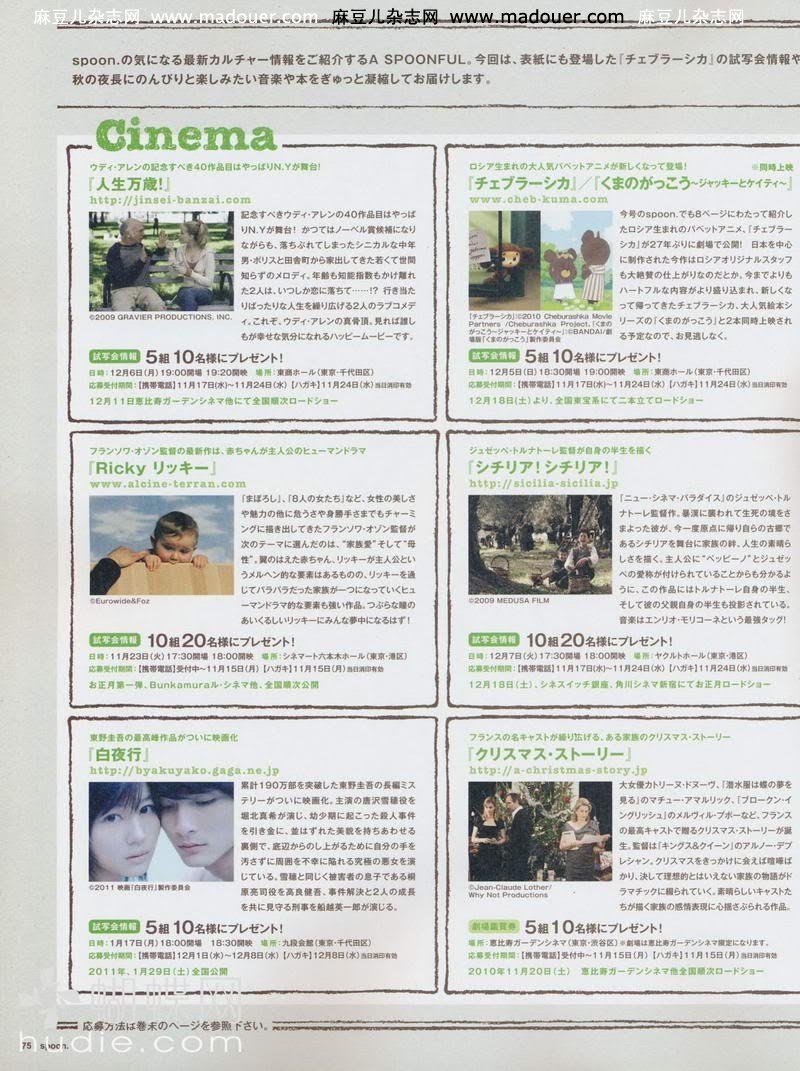 麻豆儿杂志网 www.madouer.com 麻豆儿杂志网 www.madouer.com 麻豆儿杂志网
spoon.の気になる最新カルチャー情報をご紹介するA SPOONFUL。今回は、表紙にも登場した『チェブラーシカ』の試写会情報や
秋の夜長にのんびりと楽しみたい音楽や本をぎゅっと凝縮してお届けします。
Cinema
ウディ・アレンの記念すべき40作品目はやっぱりN.Yが舞台!
『人生万歳!』
http://jinsei-banzai.com
記念すべきウディ・アレンの40作品目はやっぱ
りN.Yが舞台! かつてはノーベル賞候補になり
ながらも、落ちぶれてしまったシニカルな中年
男・ボリスと田舎町から家出してきた若くて世間
知らずのメロディ。年齢も知能指数もかけ離れ
た2人は、いつしか恋に落ちて……!? 行き当た
りばったりな人生を繰り広げる2人のラブコメデ
ィ。これぞ、ウディ・アレンの真骨頂。見れば誰し
もが幸せな気分になれるハッピームービーです。
©2009 GRAVIER PRODUCTIONS, INC.
試写会情報 5組10名様にプレゼント!
日時:12月6日(月)19:00開場 19:20開映 場所:東商ホール(東京・千代田区)
応募受付期間:【携帯電話】11月17日(水)〜11月24日(水)【ハガキ】11月24日(水)当日消印有効
12月11日恵比寿ガーデンシネマ他にて全国順次ロードショー
ロシア生まれの大人気パペットアニメが新しくなって登場! ※同時上映
『チェブラーシカ』/『くまのがっこう〜ジャッキーとケイティ〜』
www.cheb-kuma.com
今号のspoon.でも8ページにわたって紹介し
たロシア生まれのパペットアニメ、『チェブラー
シカ』が27年ぶりに劇場で公開! 日本を中心
に制作された今作はロシアオリジナルスタッフ
も大絶賛の仕上がりなのだとか。今までよりも
ハートフルな内容がより盛り込まれ、新しくな
って帰ってきたチェブラーシカ、大人気絵本シ
リーズの『くまのがっこう』と2本同時上映され
る予定なので、お見逃しなく。
『チェブラーシカ』©2010 Cheburashka Movie
Partners /Cheburashka Project、『くまの
がっこう〜ジャッキーとケイティ〜』:©BANDAI/劇
場版『くまのがっこう』製作委員会
試写会情報 5組10名様にプレゼント!
日時:12月5日(日)18:30開場 19:00開映 場所:東商ホール(東京・千代田区)
応募受付期間:【携帯電話】11月17日(水)〜11月24日(水)【ハガキ】11月24日(水)当日消印有効
12月18日(土)より、全国東宝系にて二本立てロードショー
フランソワ・オゾン監督の最新作は、赤ちゃんが主人公のヒューマンドラマ
『Ricky リッキー』
www.alcine-terran.com
『まぼろし』、『8人の女たち』など、女性の美しさ
や魅力の他に危うさや身勝手さまでもチャーミ
ングに描き出してきたフランソワ・オゾン監督が
次のテーマに選んだのは、“家族愛”そして“母
性”。翼のはえた赤ちゃん、リッキーが主人公とい
うメルヘン的な要素はあるものの、リッキーを通
じてバラバラだった家族が一つになっていくヒュ
ーマンドラマ的な要素も強い作品。つぶらな瞳の
あいくるしいリッキーにみんな夢中になるはず!
©Eurowide&Foz
試写会情報 10組20名様にプレゼント!
日時:11月23日(火)17:30開場 18:00開映 場所:シネマート六本木ホール(東京・港区)
応募受付期間:【携帯電話】受付中〜11月15日(月)【ハガキ】11月15日(月)当日消印有効
お正月第一弾、Bunkamuraル・シネマ他、全国順次公開
ジュゼッペ・トルナトーレ監督が自身の半生を描く
『シチリア!シチリア!』
http://sicilia-sicilia.jp
『ニュー・シネマ・パラダイス』のジュゼッペ・トル
ナトーレ監督作。暴漢に襲われて生死の境をさ
まよった彼が、今一度原点に帰り自らの古郷で
あるシチリアを舞台に家族の絆、人生の素晴ら
しさを描く。主人公に“ペッピーノ”とジュゼッ
ペの愛称が付けられていることからも分かるよう
に、この作品にはトルナトーレ自身の半生、
そして彼の父親自身の半生も投影されている。
音楽はエンリオ・モリコーネという最強タッグ!
©2009 MEDUSA FILM
試写会情報 10組20名様にプレゼント!
日時:12月7日(火)17:30開場 18:00開映 場所:ヤクルトホール(東京・港区)
応募受付期間:【携帯電話】11月17日(水)〜11月24日(水)【ハガキ】11月24日(水)当日消印有効
12月18日(土)、シネスイッチ銀座、角川シネマ新宿にてお正月ロードショー
東野圭吾の最高峰作品がついに映画化
『白夜行』
http://byakuyako.gaga.ne.jp
累計190万部を突破した東野圭吾の長編ミス
テリーがついに映画化。主演の唐沢雪穂役を
堀北真希が演じ、幼少期に起こった殺人事件
を引き金に、並はずれた美貌を持ちあわせる
裏側で、底辺からのし上がるために自分の手を
汚さずに周囲を不幸に陥れる究極の悪女を演
じている。雪穂と同じく被害者の息子である桐
原亮司役を高良健吾、事件解決と2人の成長
を共に見守る刑事を船越英一郎が演じる。
©2011 映画『白夜行』製作委員会
試写会情報 5組10名様にプレゼント!
日時:1月17日(月)18:00開場 18:30開映 場所:九段会館(東京・千代田区)
応募受付期間:【携帯電話】12月1日(水)〜12月8日(水)【ハガキ】12月8日(水)当日消印有効
2011年、1月29日(土)全国公開
フランスの名キャストが繰り広げる、ある家族のクリスマス・ストーリー
『クリスマス・ストーリー』
http://a-christmas-story.jp
大女優カトリーヌ・ドヌーヴ、『潜水服は蝶の夢を
見る』のマチュー・アマルリック、『ブロークン・イ
ングリッシュ』のメルヴィル・プポーなど、フランス
の最高キャストで贈るクリスマス・ストーリーが誕
生。監督は『キングス&クイーン』のアルノー・デプ
レシャン。クリスマスをきっかけに会えば喧嘩ば
かり、決して理想的とはいえない家族の物語がド
ラマチックに綴られていく。素晴らしいキャストた
ちが描く家族の感情表現に心揺さぶられる作品。
©Jean-Claude Lother/
Why Not Productions
劇場鑑賞券 5組10名様にプレゼント!
場所:恵比寿ガーデンシネマ(東京・渋谷区)※劇場は恵比寿ガーデンシネマ限定になります。
応募受付期間:【携帯電話】受付中〜11月15日(月)【ハガキ】11月15日(月)当日消印有効
2010年11月20日(土) 恵比寿ガーデンシネマ他全国順次ロードショー
応募方法は巻末のページを参照下さい。
蝴蝶网
hudie.com
75 spoon.